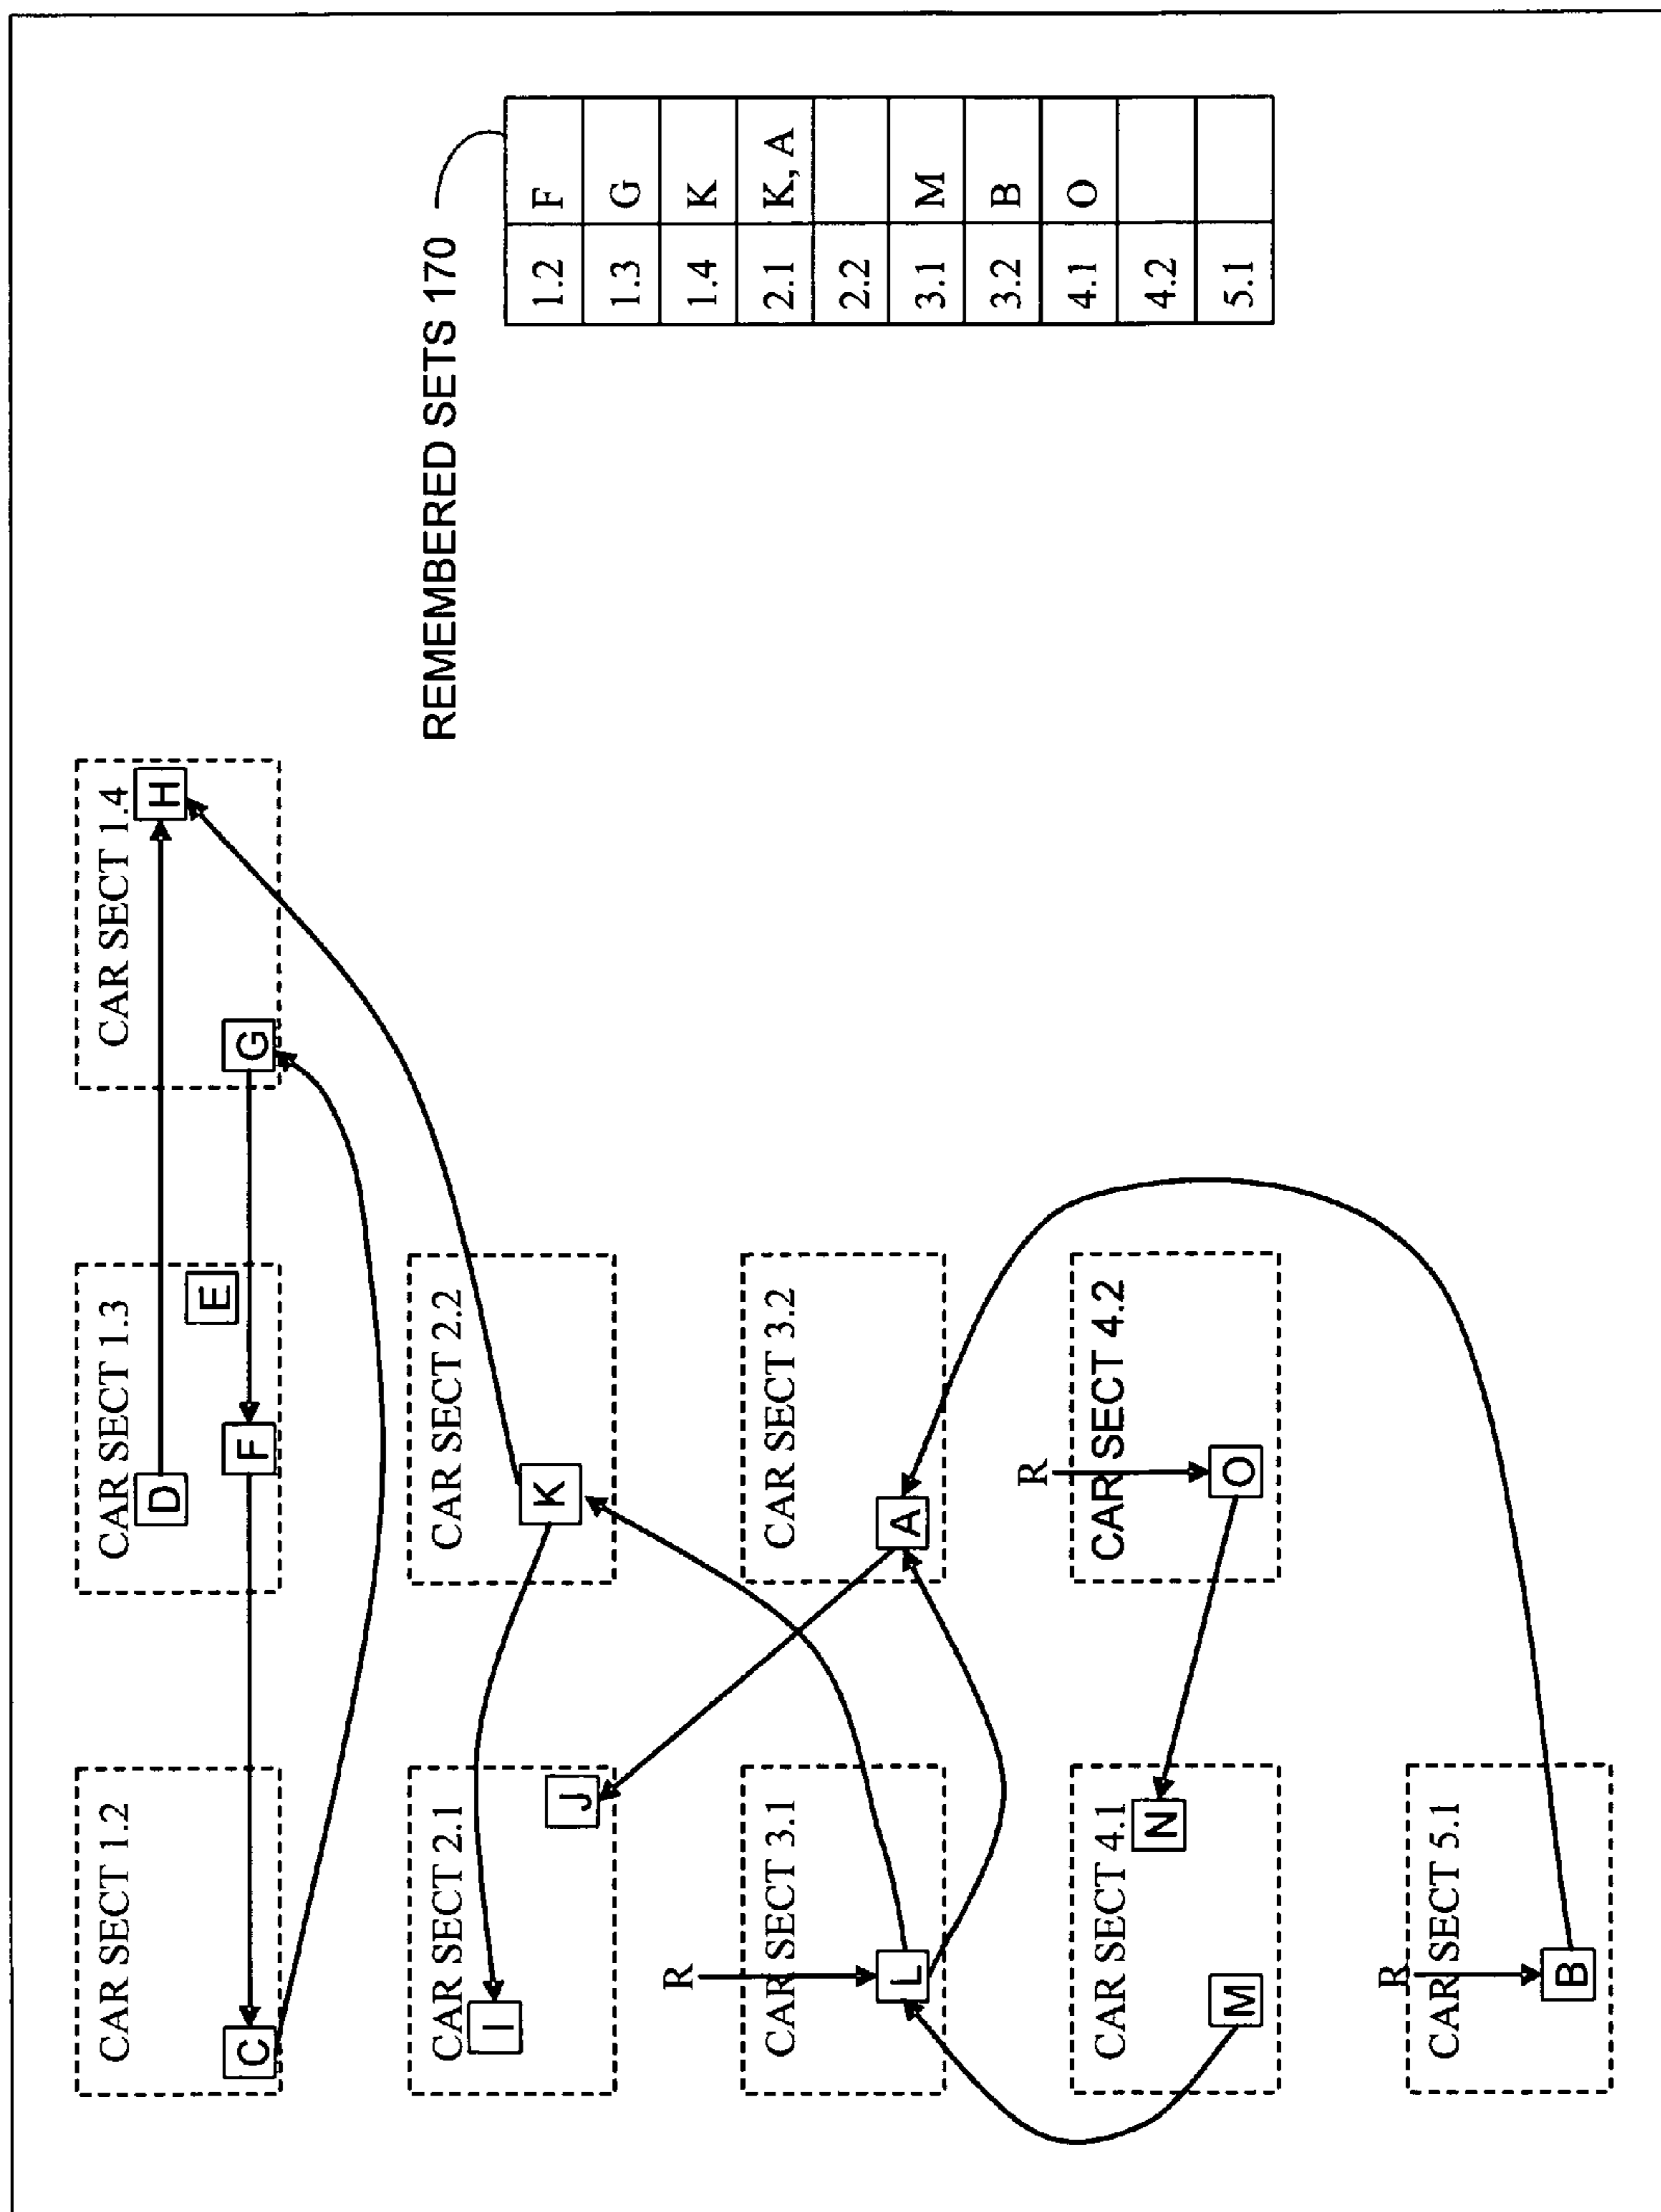 CAR SECT 1.2
C
CAR SECT 1.3
D
E
F
CAR SECT 1.4
H
G
CAR SECT 2.1
I
J
CAR SECT 2.2
K
R
CAR SECT 3.1
L
CAR SECT 3.2
A
CAR SECT 4.1
M
N
R
CAR SECT 4.2
O
R
CAR SECT 5.1
B
REMEMBERED SETS 170
1.2 F
1.3 G
1.4 K
2.1 K, A
2.2
3.1 M
3.2 B
4.1 O
4.2
5.1